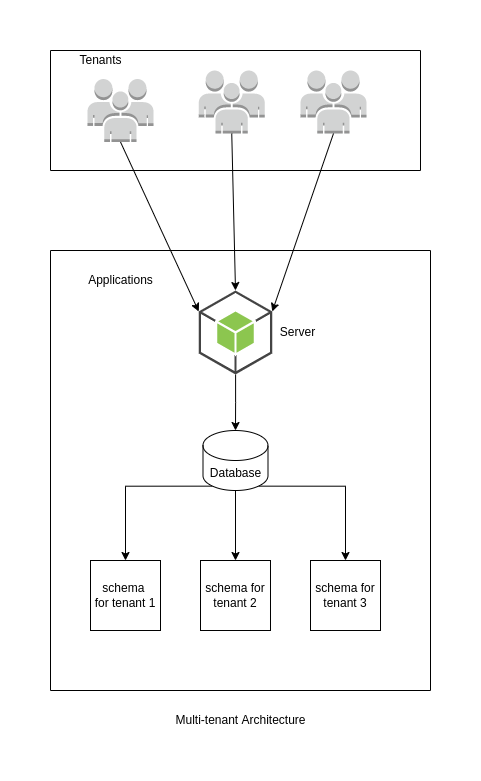 Tenants
Applications
Server
Database
schema
for tenant 1
schema for
tenant 2
schema for
tenant 3
Multi-tenant Architecture